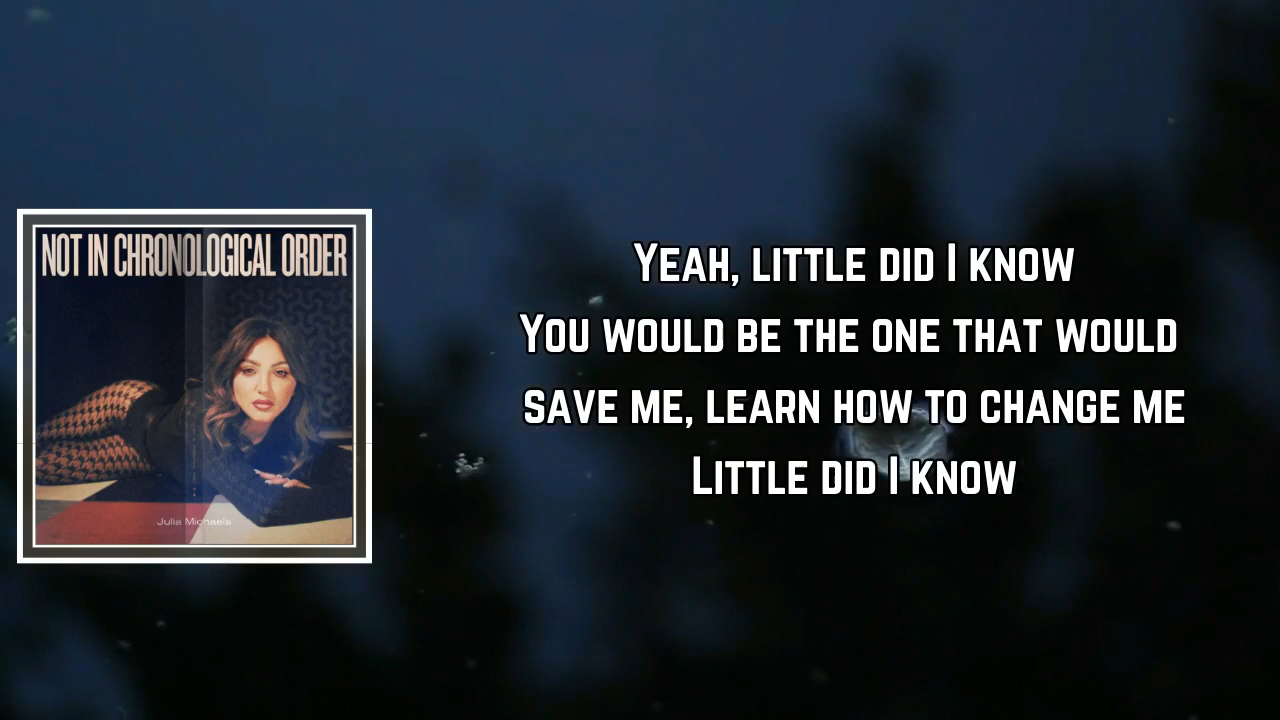 NOT IN CHRONOLOGICAL ORDER
Julia Michaels
YEAH, LITTLE DID I KNOW
YOU WOULD BE THE ONE THAT WOULD
SAVE ME, LEARN HOW TO CHANGE ME
LITTLE DID I KNOW